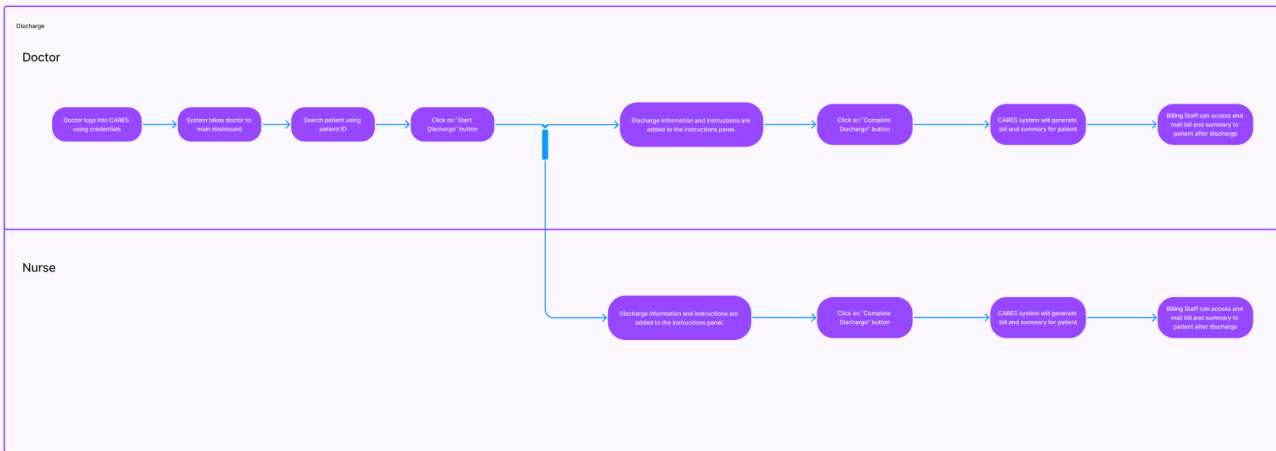 Discharge
Doctor
Doctor logs into CARES
using credentials
System takes doctor to
main dashboard
Search patient using
patient ID
Click on "Start
Discharge" button
Discharge information and instructions are
added to the instructions panel.
Click on "Complete
Discharge" button
CARES system will generate
bill and summary for patient
Billing Staff can access and
mail bill and summary to
patient after discharge
Nurse
Discharge information and instructions are
added to the instructions panel.
Click on "Complete
Discharge" button
CARES system will generate
bill and summary for patient
Billing Staff can access and
mail bill and summary to
patient after discharge